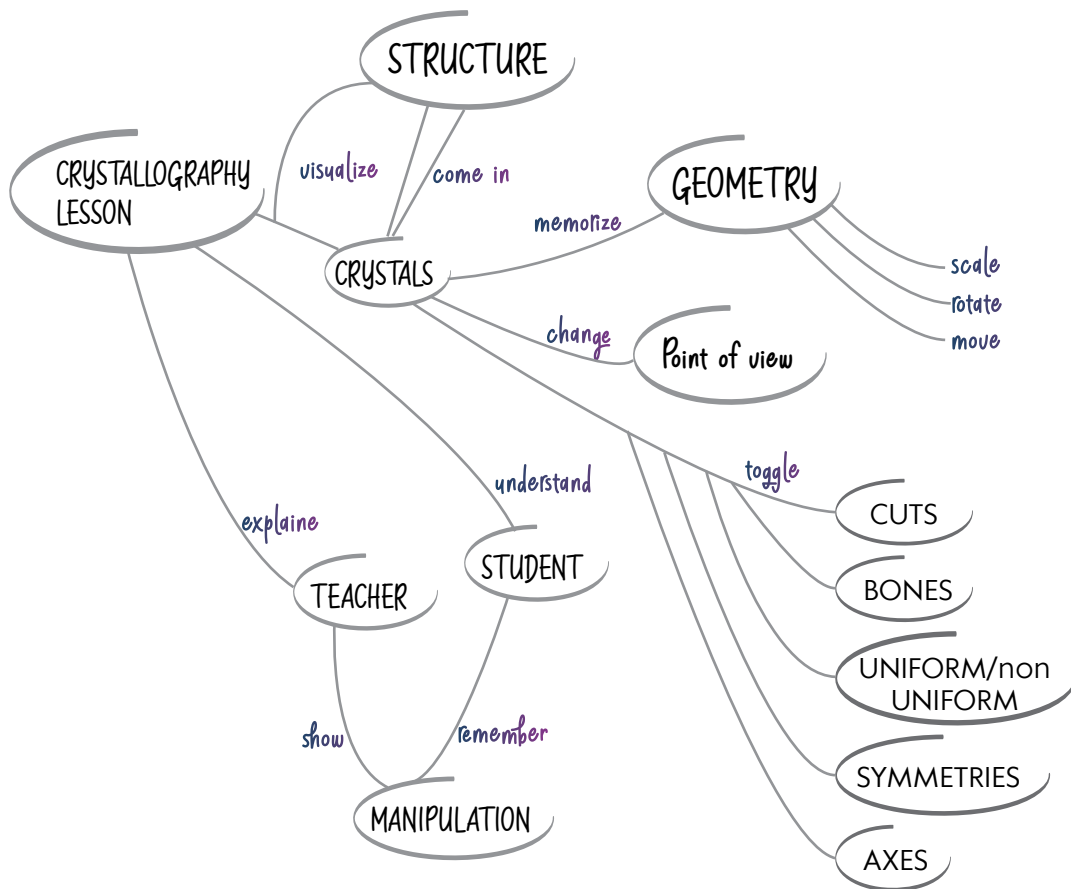 STRUCTURE
visualize
come in
CRYSTALLOGRAPHY
LESSON
GEOMETRY
memorize
CRYSTALS
scale
rotate
move
change
Point of view
toggle
understand
explaine
CUTS
STUDENT
TEACHER
BONES
UNIFORM/non
UNIFORM
show
remember
SYMMETRIES
MANIPULATION
AXES